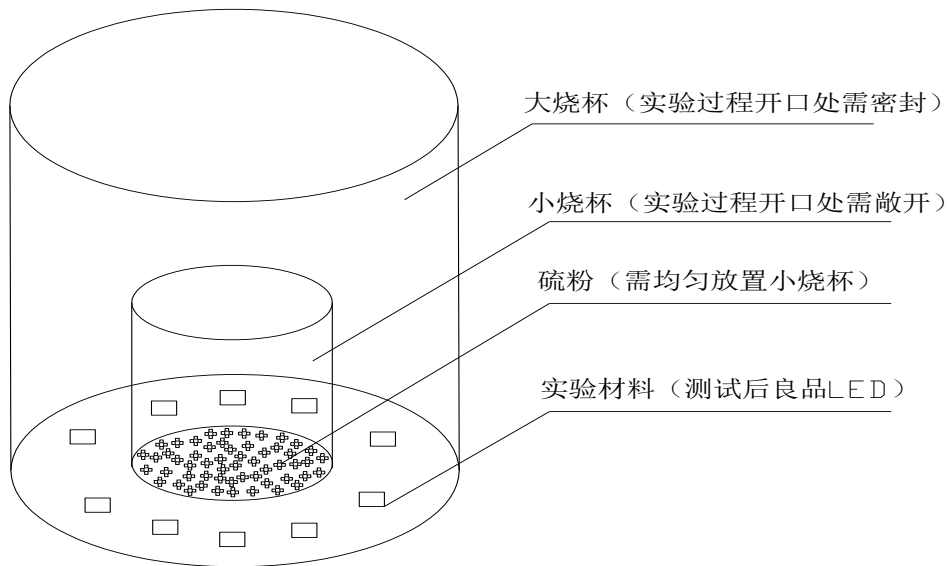 大烧杯（实验过程开口处需密封）
小烧杯（实验过程开口处需敞开）
硫粉（需均匀放置小烧杯）
实验材料（测试后良品LED）